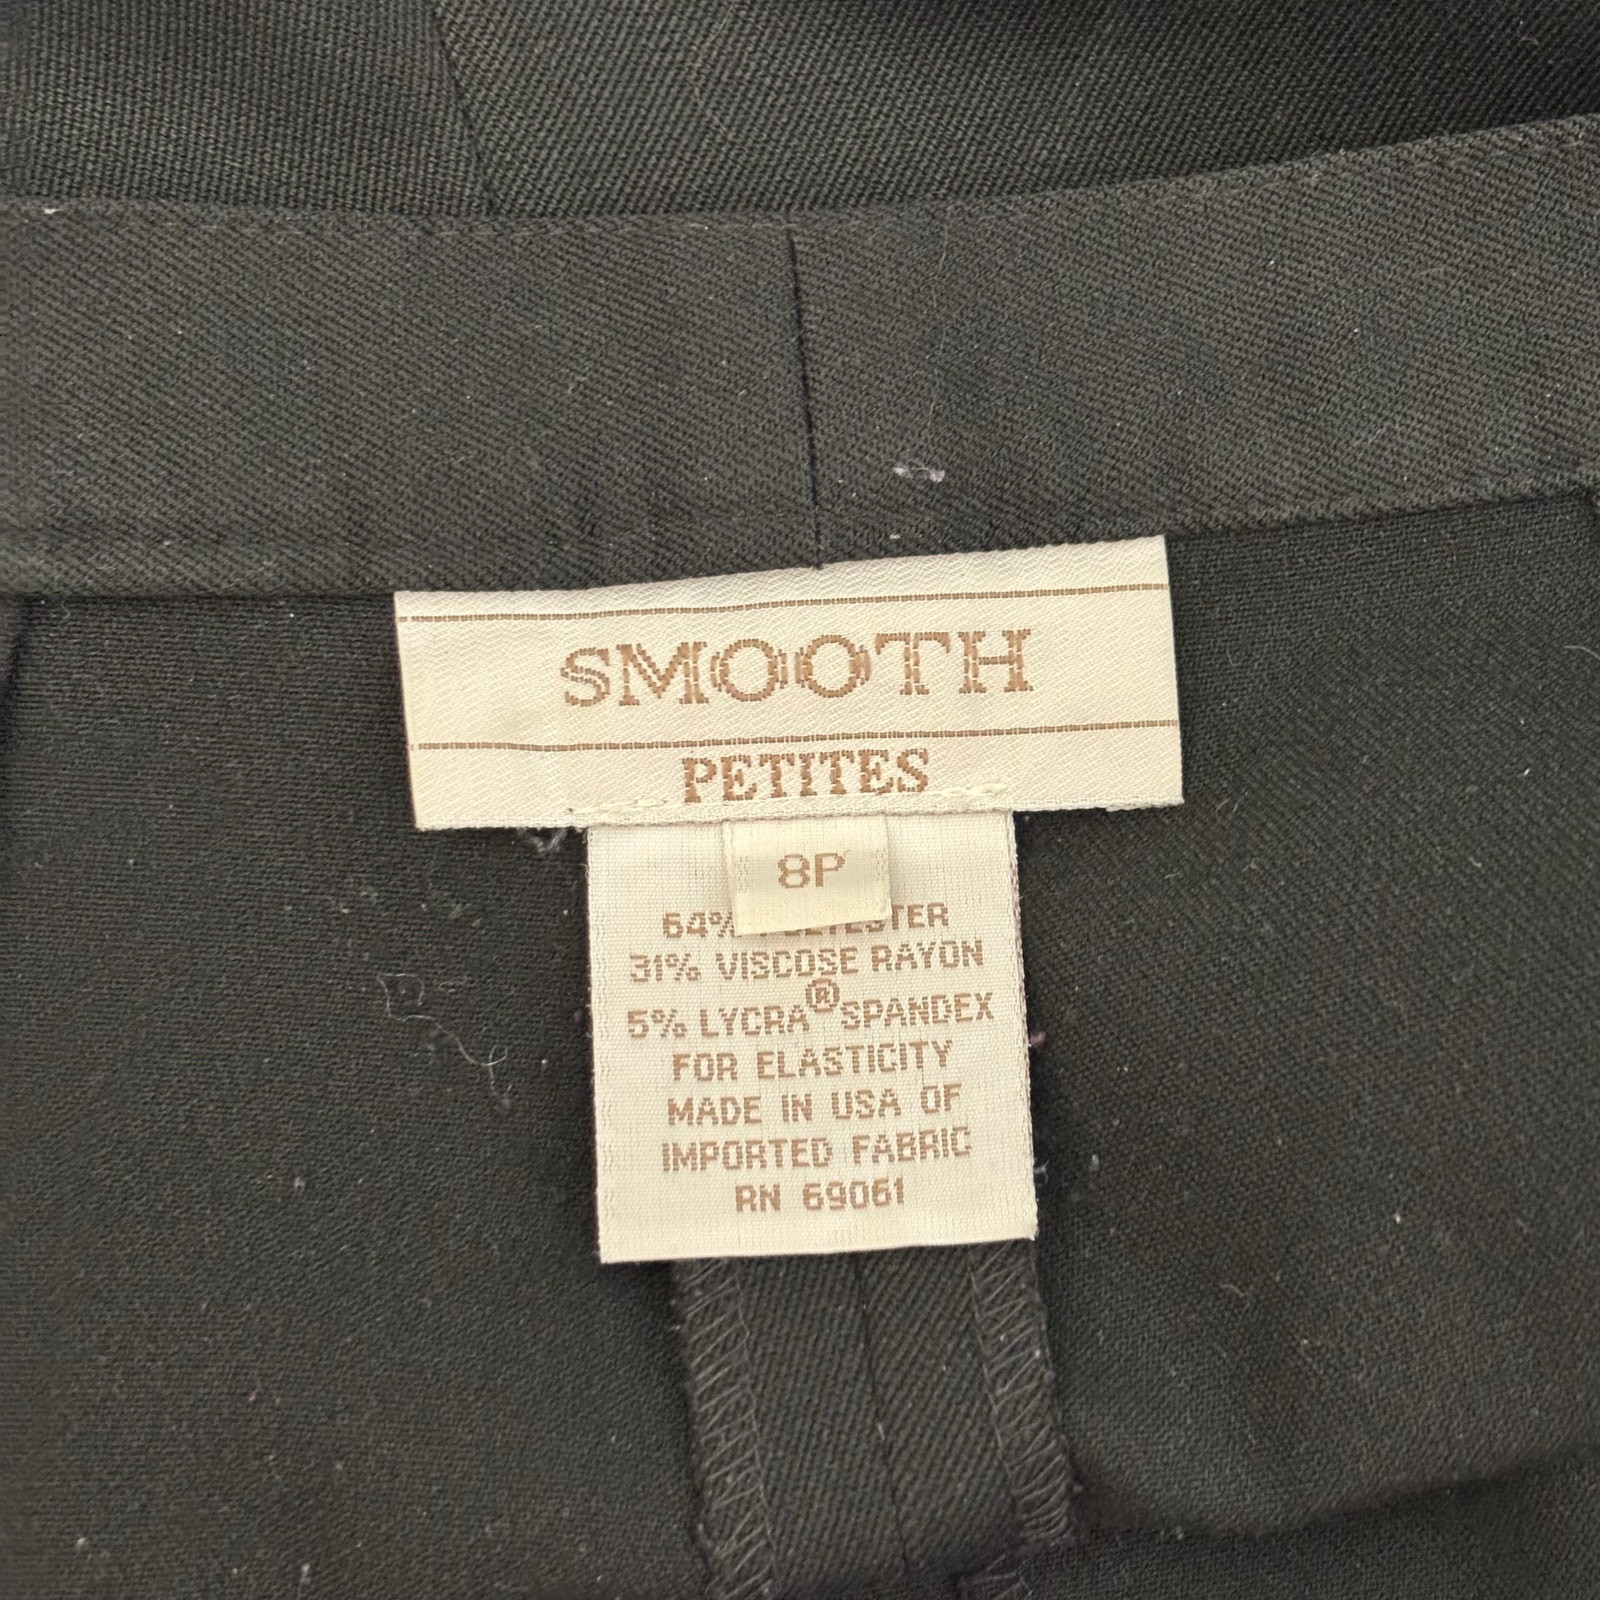 SMOOTH
PETITES
8P
64% POLYESTER
31% VISCOSE RAYON
5% LYCRA® SPANDEX
FOR ELASTICITY
MADE IN USA OF
IMPORTED FABRIC
RN 69061